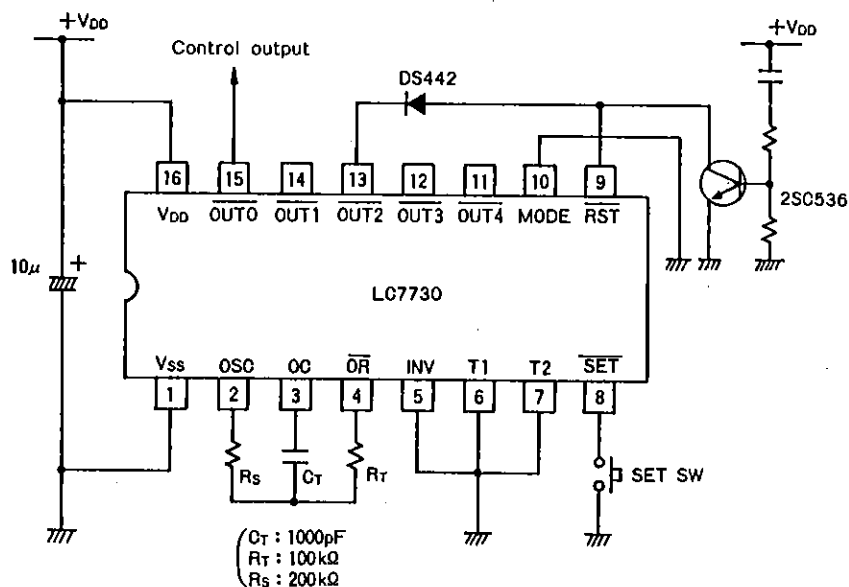 +VDD
+VDD
Control output
DS442
16 15 14 13 12 11 10 9
VDD OUT0 OUT1 OUT2 OUT3 OUT4 MODE RST
2SC536
10μ +
LC7730
VSS OSC OC OR INV T1 T2 SET
1 2 3 4 5 6 7 8
RS CT RT
SET SW
CT : 1000pF
RT : 100kΩ
RS : 200kΩ